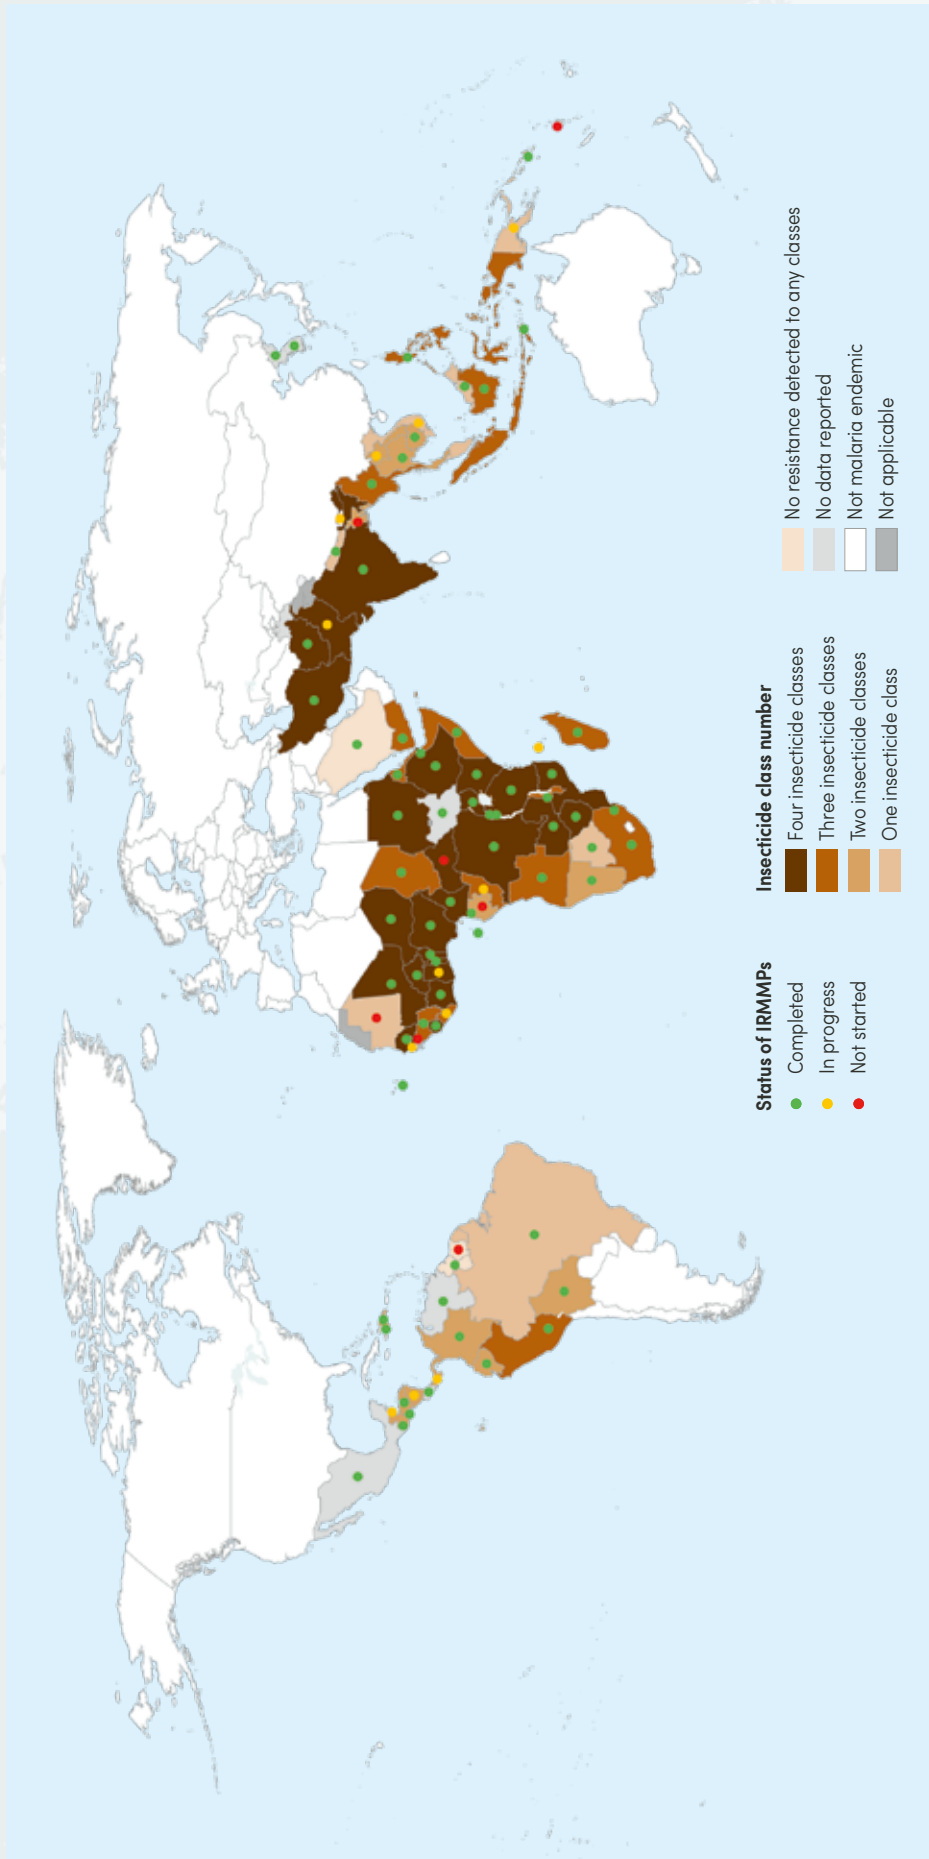 Status of IRMMPs
Completed
In progress
Not started
Insecticide class number
Four insecticide classes
Three insecticide classes
Two insecticide classes
One insecticide class
No resistance detected to any classes
No data reported
Not malaria endemic
Not applicable